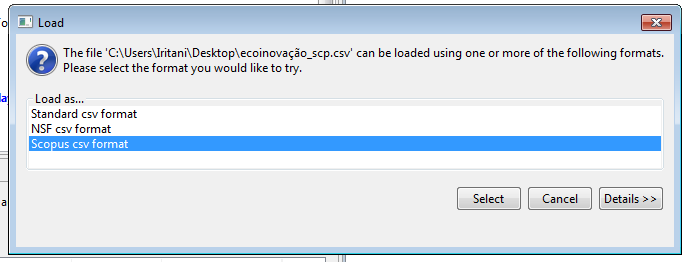 Load
The file 'C:\Users\Iritani\Desktop\ecoinovação_scp.csv' can be loaded using one or more of the following formats.
Please select the format you would like to try.
Load as...
Standard csv format
NSF csv format
Scopus csv format
Select
Cancel
Details >>